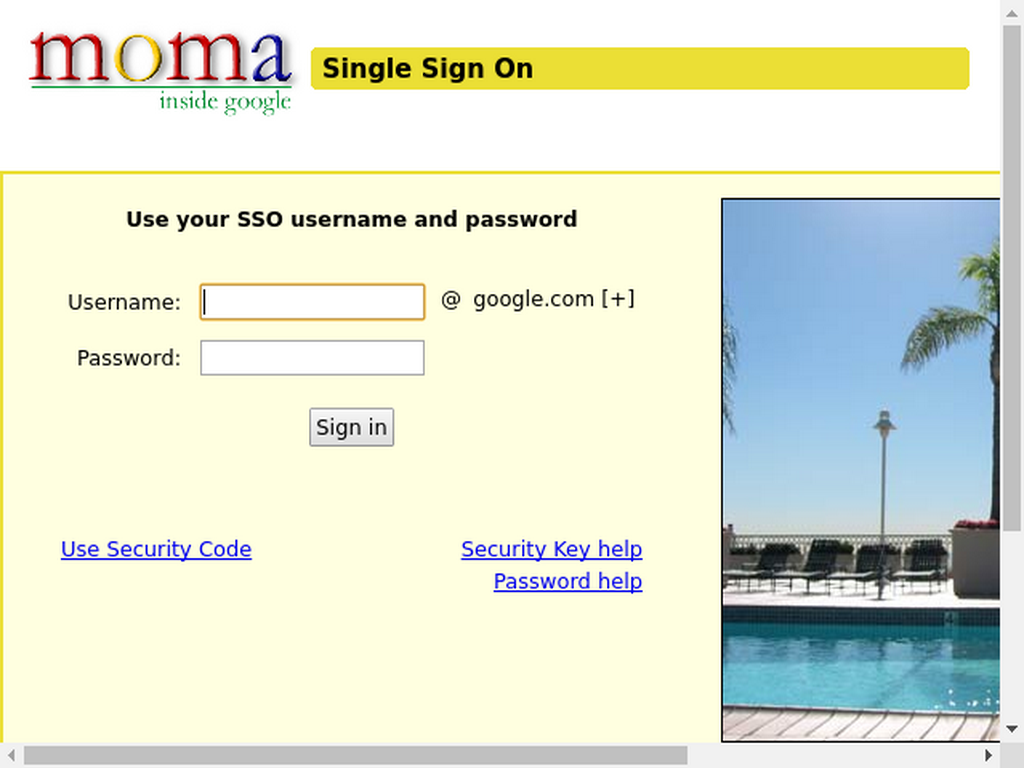 moma
inside google
Single Sign On
Use your SSO username and password
Username: @ google.com [+]
Password:
Sign in
Use Security Code
Security Key help
Password help